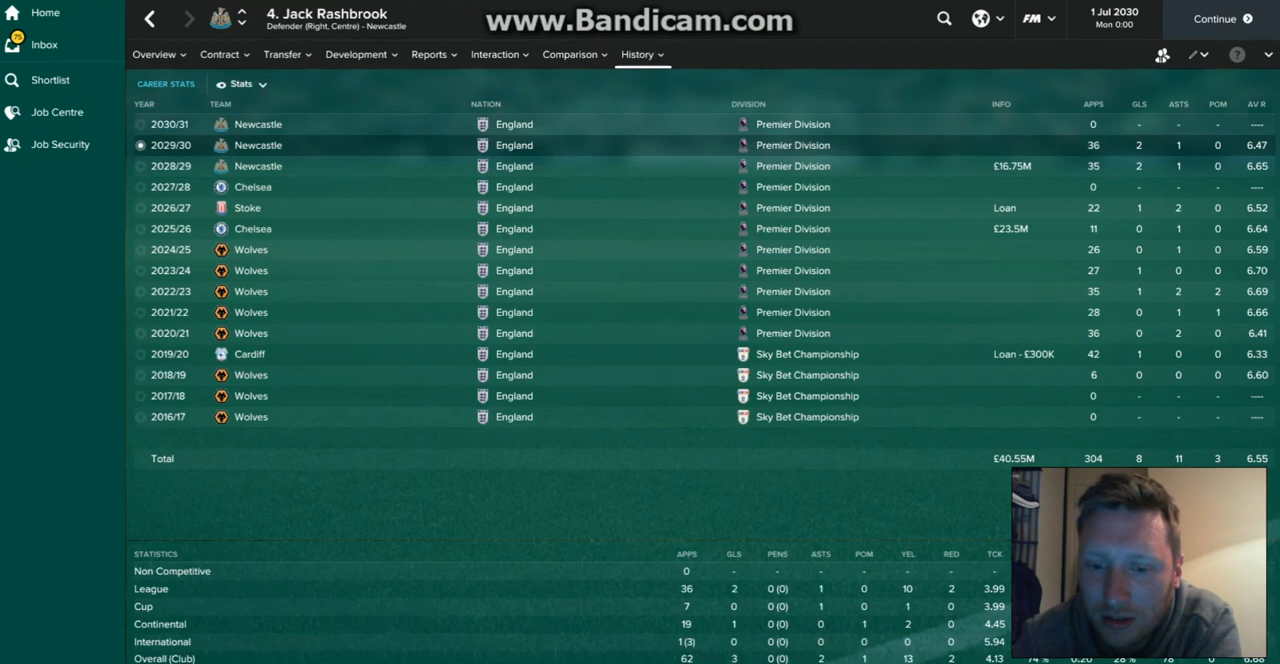 Home
4. Jack Rashbrook
Defender (Right, Centre) - Newcastle
www.Bandicam.com
FM
1 Jul 2030
Mon 0:00
Continue
75
Inbox
Overview Contract Transfer Development Reports Interaction Comparison History
?
Shortlist
Job Centre
Job Security
CAREER STATS Stats
YEAR TEAM NATION DIVISION INFO APPS GLS ASTS POM AV R
2030/31 Newcastle England Premier Division 0 - - - ----
2029/30 Newcastle England Premier Division 36 2 1 0 6.47
2028/29 Newcastle England Premier Division £16.75M 35 2 1 0 6.65
2027/28 Chelsea England Premier Division 0 - - - ----
2026/27 Stoke England Premier Division Loan 22 1 2 0 6.52
2025/26 Chelsea England Premier Division £23.5M 11 0 1 0 6.64
2024/25 Wolves England Premier Division 26 0 1 0 6.59
2023/24 Wolves England Premier Division 27 1 0 0 6.70
2022/23 Wolves England Premier Division 35 1 2 2 6.69
2021/22 Wolves England Premier Division 28 0 1 1 6.66
2020/21 Wolves England Premier Division 36 0 2 0 6.41
2019/20 Cardiff England Sky Bet Championship Loan - £300K 42 1 0 0 6.33
2018/19 Wolves England Sky Bet Championship 6 0 0 0 6.60
2017/18 Wolves England Sky Bet Championship 0 - - - ----
2016/17 Wolves England Sky Bet Championship 0 - - - ----
Total £40.55M 304 8 11 3 6.55
STATISTICS APPS GLS PENS ASTS POM YEL RED TCK
Non Competitive 0 - - - - - - -
League 36 2 0 (0) 1 0 10 2 3.99
Cup 7 0 0 (0) 1 0 1 0 3.99
Continental 19 1 0 (0) 0 1 2 0 4.45
International 1 (3) 0 0 (0) 0 0 0 0 5.94
Overall (Club) 62 3 0 (0) 2 1 13 2 4.13